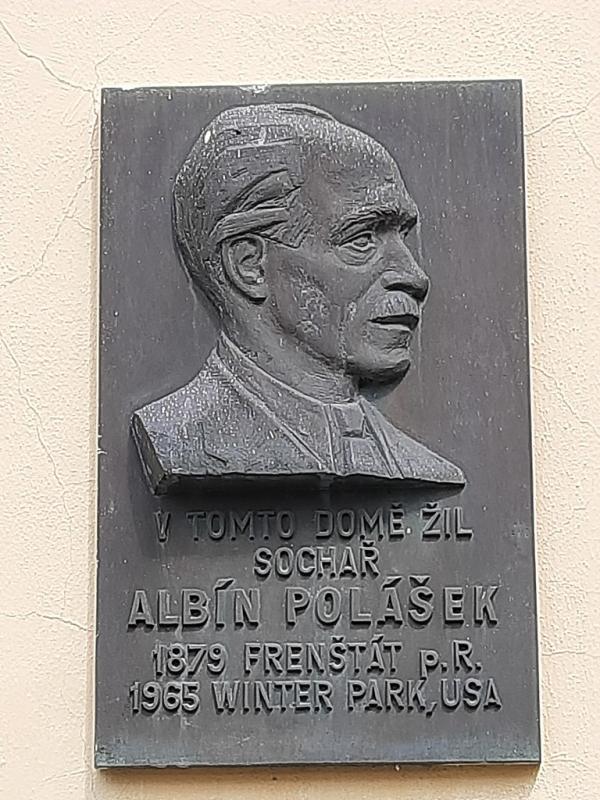 V TOMTO DOMĚ ŽIL
SOCHAŘ
ALBÍN POLÁŠEK
1879 FRENŠTÁT p.R.
1965 WINTER PARK, USA